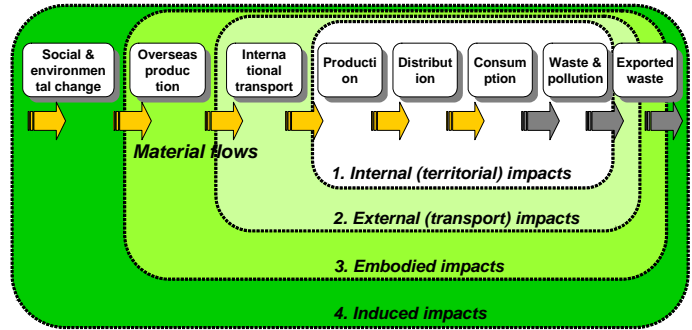 Social &
environmen
tal change
Overseas
produc
tion
Interna
tional
transport
Producti
on
Distribut
ion
Consum
ption
Waste &
pollution
Exported
waste
Material flows
1. Internal (territorial) impacts
2. External (transport) impacts
3. Embodied impacts
4. Induced impacts